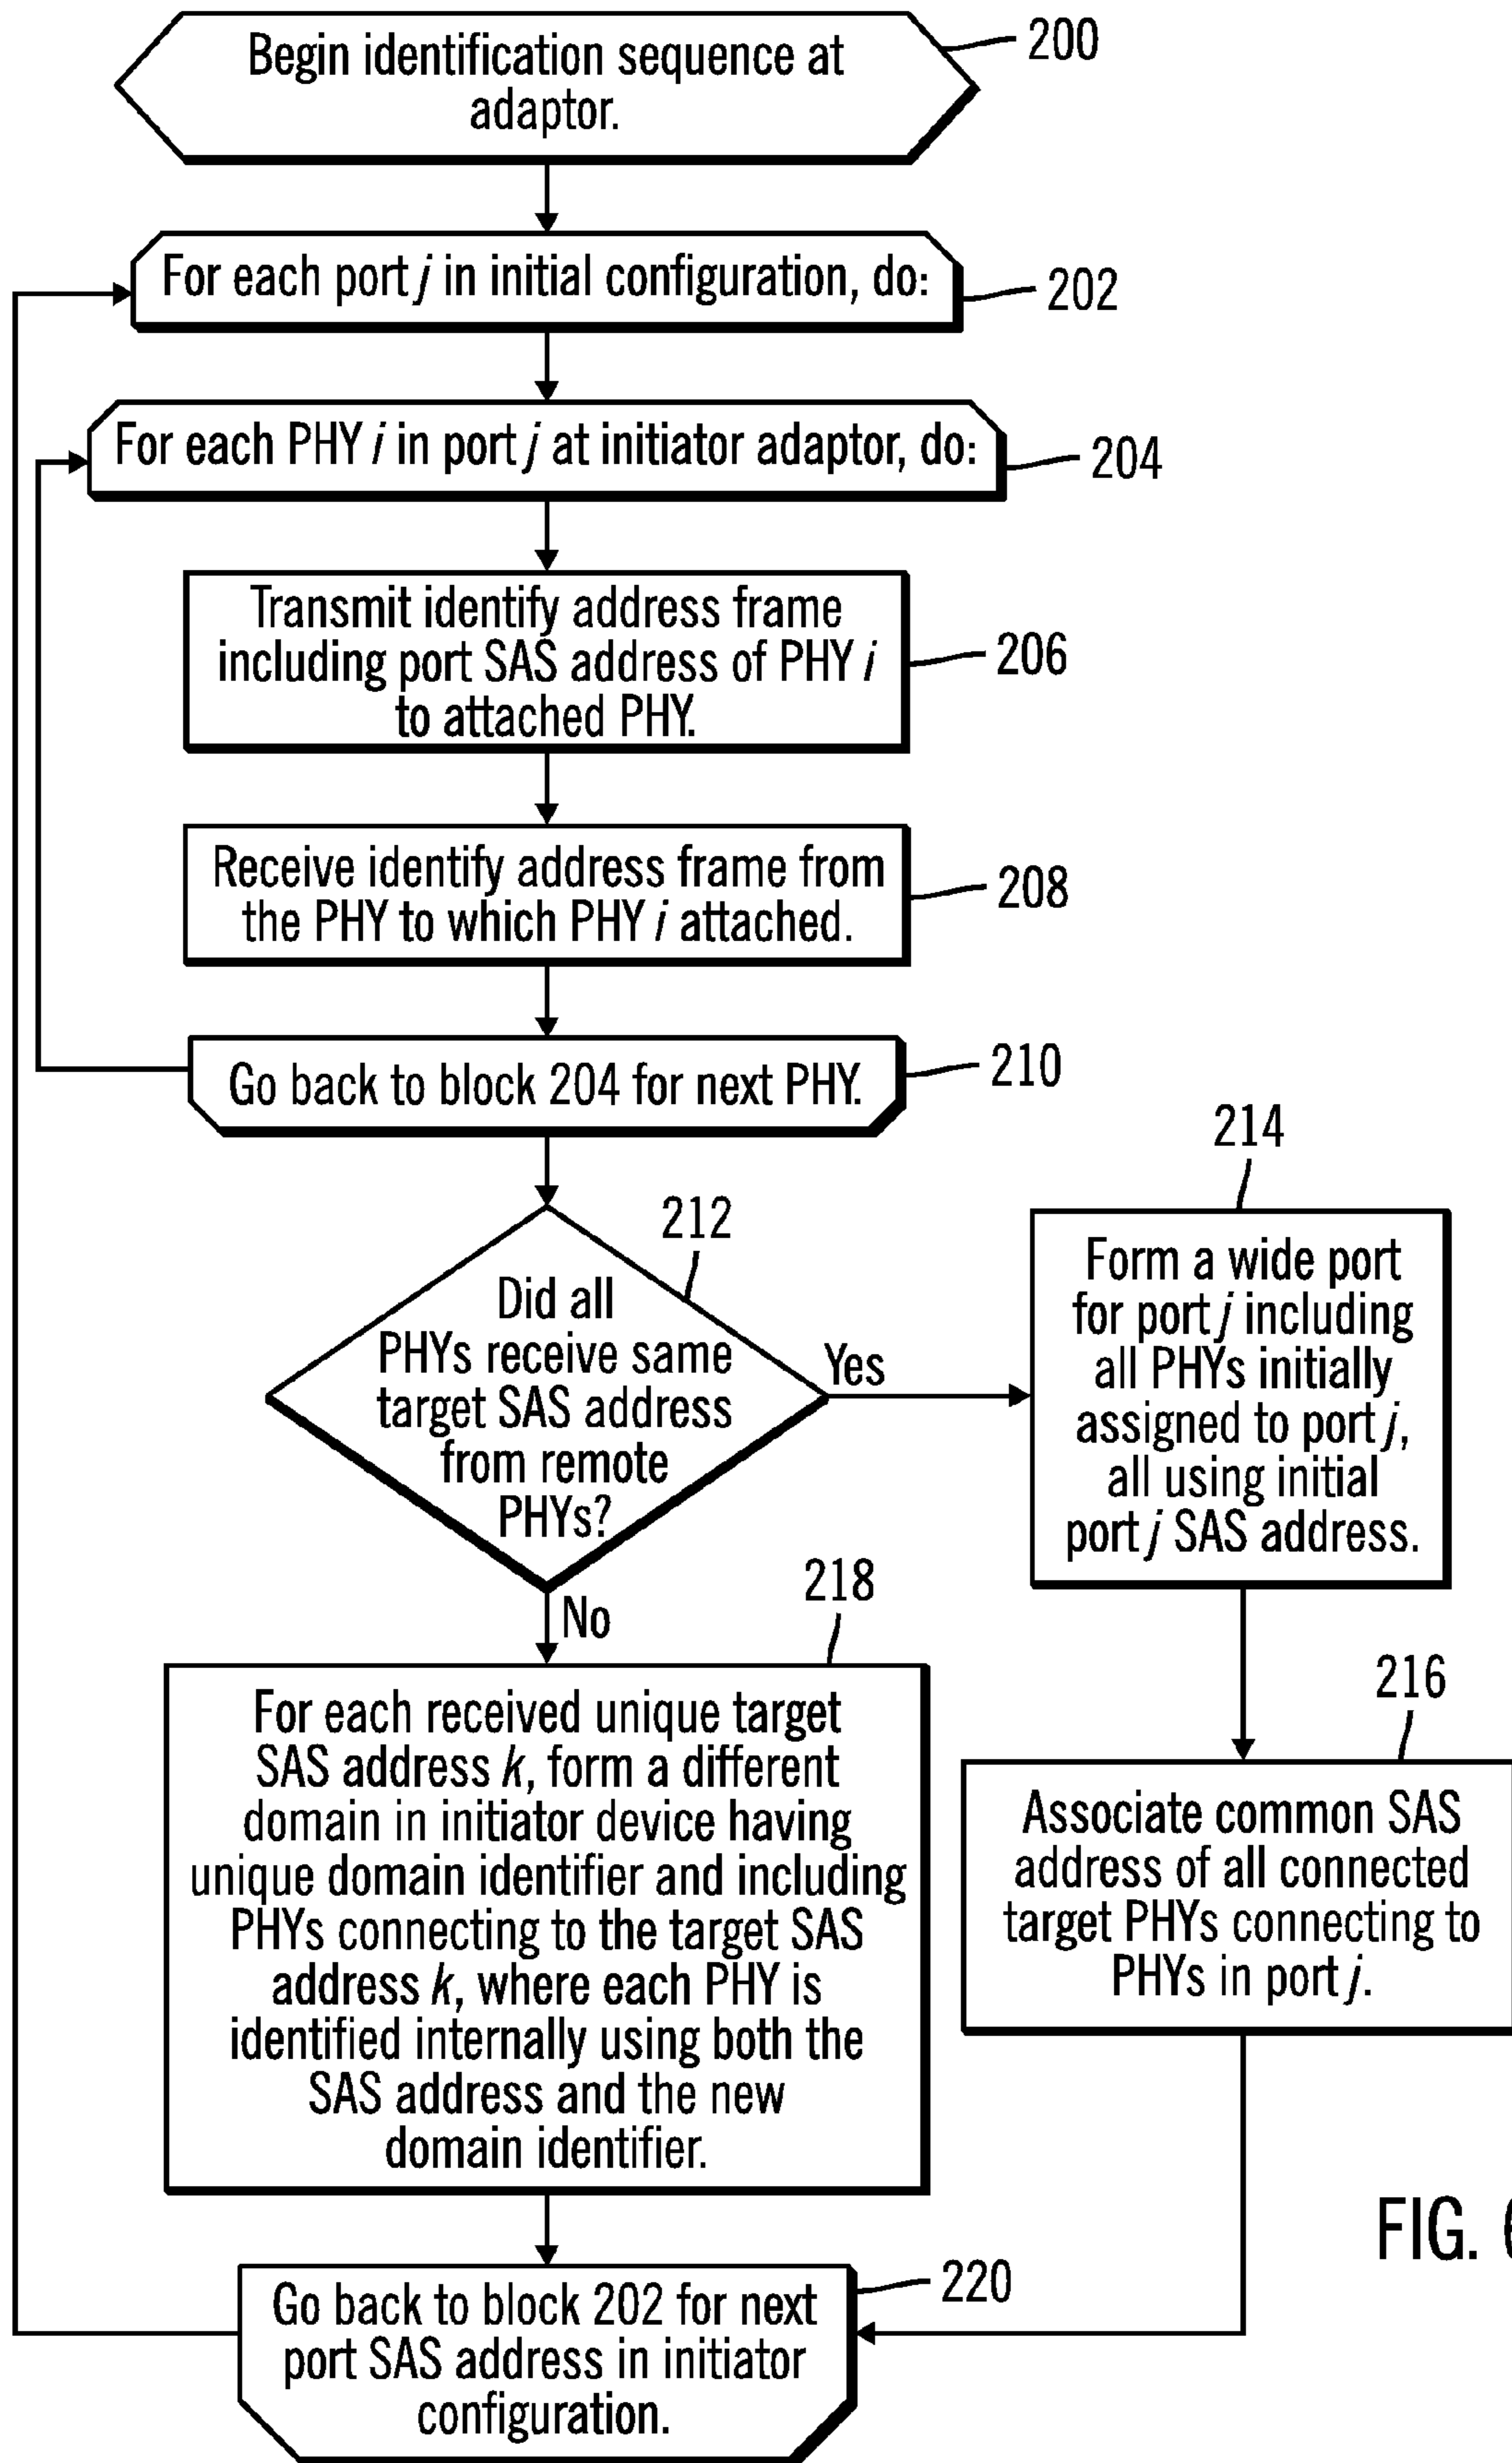 Begin identification sequence at
adaptor.
200
For each port j in initial configuration, do:
202
For each PHY i in port j at initiator adaptor, do:
204
Transmit identify address frame
including port SAS address of PHY i
to attached PHY.
206
Receive identify address frame from
the PHY to which PHY i attached.
208
Go back to block 204 for next PHY.
210
212
Did all
PHYs receive same
target SAS address
from remote
PHYs?
Yes
No
214
Form a wide port
for port j including
all PHYs initially
assigned to port j,
all using initial
port j SAS address.
216
Associate common SAS
address of all connected
target PHYs connecting to
PHYs in port j.
218
For each received unique target
SAS address k, form a different
domain in initiator device having
unique domain identifier and including
PHYs connecting to the target SAS
address k, where each PHY is
identified internally using both the
SAS address and the new
domain identifier.
220
Go back to block 202 for next
port SAS address in initiator
configuration.
FIG.